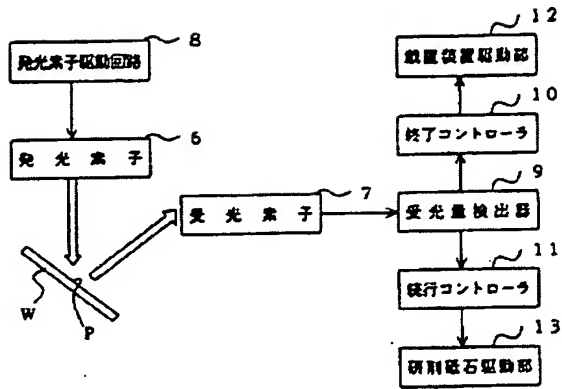 8
発光素子駆動回路
6
発光素子
7
受光素子
W
P
12
載置装置駆動部
10
終了コントローラ
9
受光量検出器
11
続行コントローラ
13
研削砥石駆動部